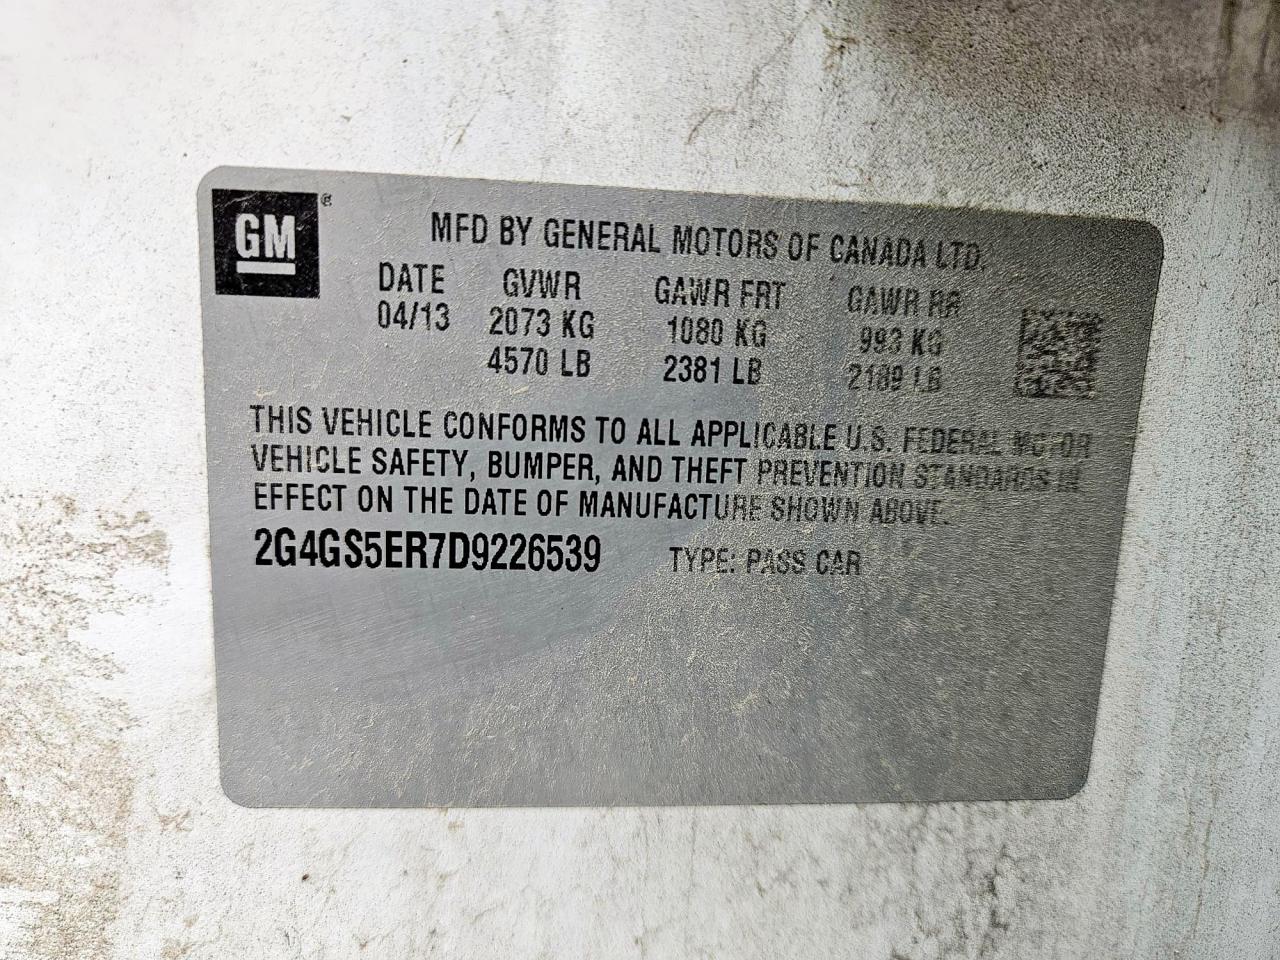 GM ®
MFD BY GENERAL MOTORS OF CANADA LTD.
DATE GVWR GAWR FRT GAWR RR
04/13 2073 KG 1080 KG 993 KG
4570 LB 2381 LB 2189 LB
THIS VEHICLE CONFORMS TO ALL APPLICABLE U.S. FEDERAL MOTOR
VEHICLE SAFETY, BUMPER, AND THEFT PREVENTION STANDARDS IN
EFFECT ON THE DATE OF MANUFACTURE SHOWN ABOVE.
2G4GS5ER7D9226539 TYPE: PASS CAR